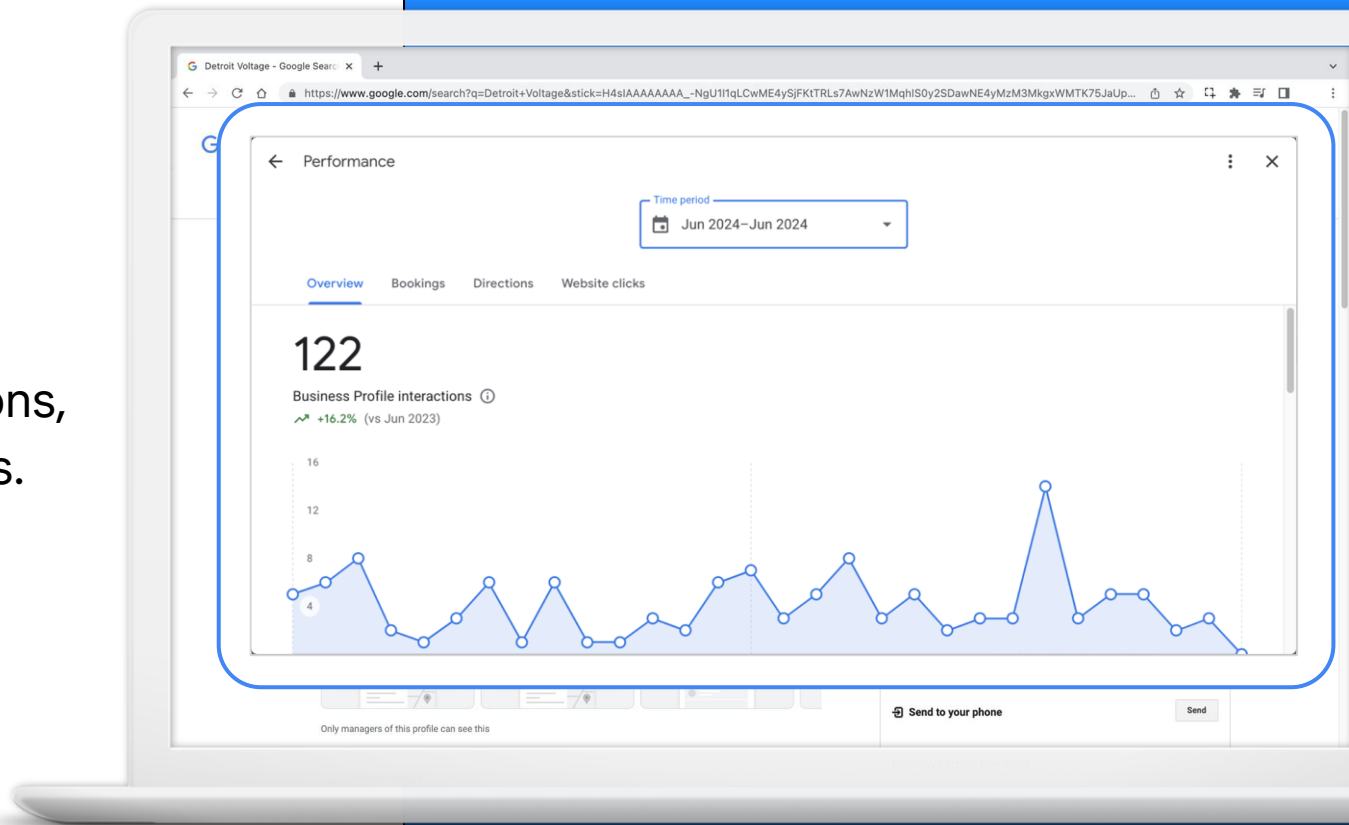 Detroit Voltage - Google Searc
https://www.google.com/search?q=Detroit+Voltage&stick=H4sIAAAAAAAA_-NgU1I1qLCwME4ySjFKtTRLs7AwNzW1MqhIS0y2SDawNE4yMzM3MkgxWMTK75JaUp...
Performance
Time period
Jun 2024–Jun 2024
Overview Bookings Directions Website clicks
122
Business Profile interactions
+16.2% (vs Jun 2023)
16
12
8
4
ons,
s.
Send to your phone
Send
Only managers of this profile can see this